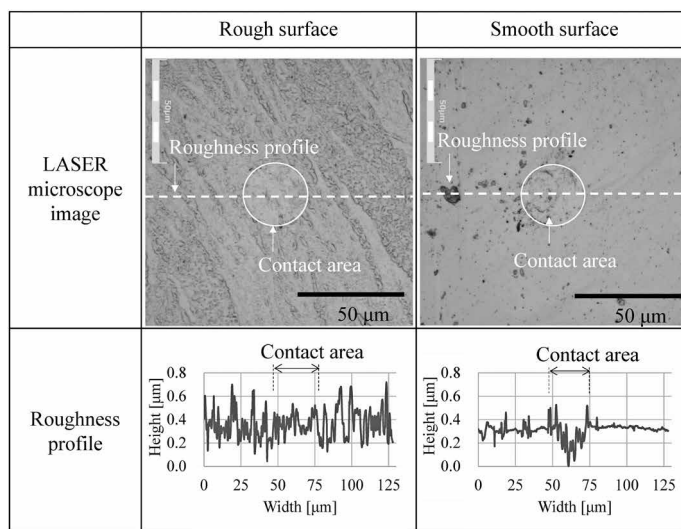 Rough surface
Smooth surface
LASER
microscope
image
50μm
Roughness profile
Contact area
50 μm
50μm
Roughness profile
Contact area
50 μm
Roughness
profile
Contact area
Height [μm]
0.8
0.6
0.4
0.2
0.0
0 25 50 75 100 125
Width [μm]
Contact area
Height [μm]
0.8
0.6
0.4
0.2
0.0
0 25 50 75 100 125
Width [μm]